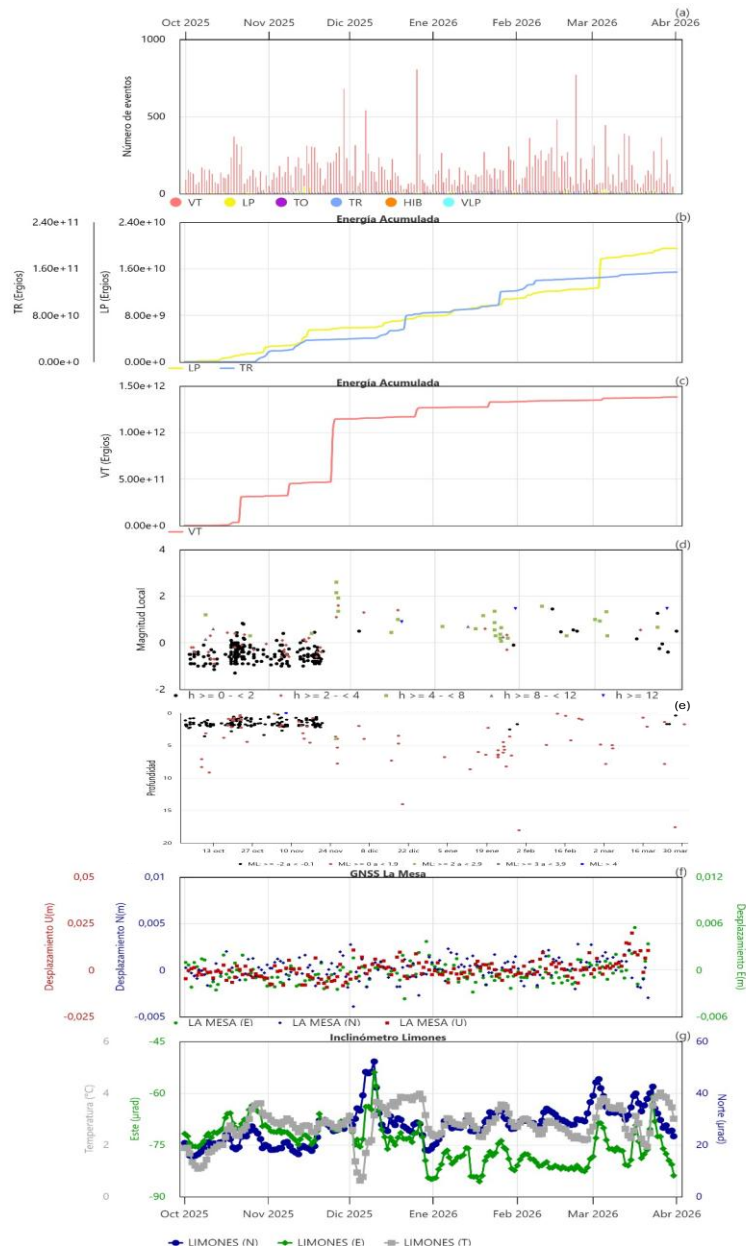 (a)
Oct 2025 Nov 2025 Dic 2025 Ene 2026 Feb 2026 Mar 2026 Abr 2026
1000
500
0
Número de eventos
VT LP TO TR HIB VLP
Energía Acumulada (b)
2.40e+11 2.40e+10
1.60e+11 1.60e+10
8.00e+10 8.00e+9
0.00e+0 0.00e+0
TR (Ergios) LP (Ergios)
LP TR
Energía Acumulada (c)
1.50e+12
1.00e+12
5.00e+11
0.00e+0
VT (Ergios)
VT
(d)
4
2
0
-2
Magnitud Local
h >= 0 - < 2 h >= 2 - < 4 h >= 4 - < 8 h >= 8 - < 12 h >= 12
(e)
0
5
10
15
20
Profundidad
13 oct 27 oct 10 nov 24 nov 8 dic 22 dic 5 ene 19 ene 2 feb 16 feb 2 mar 16 mar 30 mar
ML: >= -2 a < -0.1 ML: >= 0 a < 1.9 ML: >= 2 a < 2.9 ML: >= 3 a < 3.9 ML: > 4
GNSS La Mesa (f)
0,05 0,01 0,012
0,025 0,005 0,006
0 0 0
-0,025 -0,005 -0,006
Desplazamiento U(m) Desplazamiento N(m) Desplazamiento E(m)
LA MESA (E) LA MESA (N) LA MESA (U)
Inclinómetro Limones (g)
6 -45 60
4 -60 40
2 -75 20
0 -90 0
Temperatura (°C) Este (μrad) Norte (μrad)
Oct 2025 Nov 2025 Dic 2025 Ene 2026 Feb 2026 Mar 2026 Abr 2026
LIMONES (N) LIMONES (E) LIMONES (T)